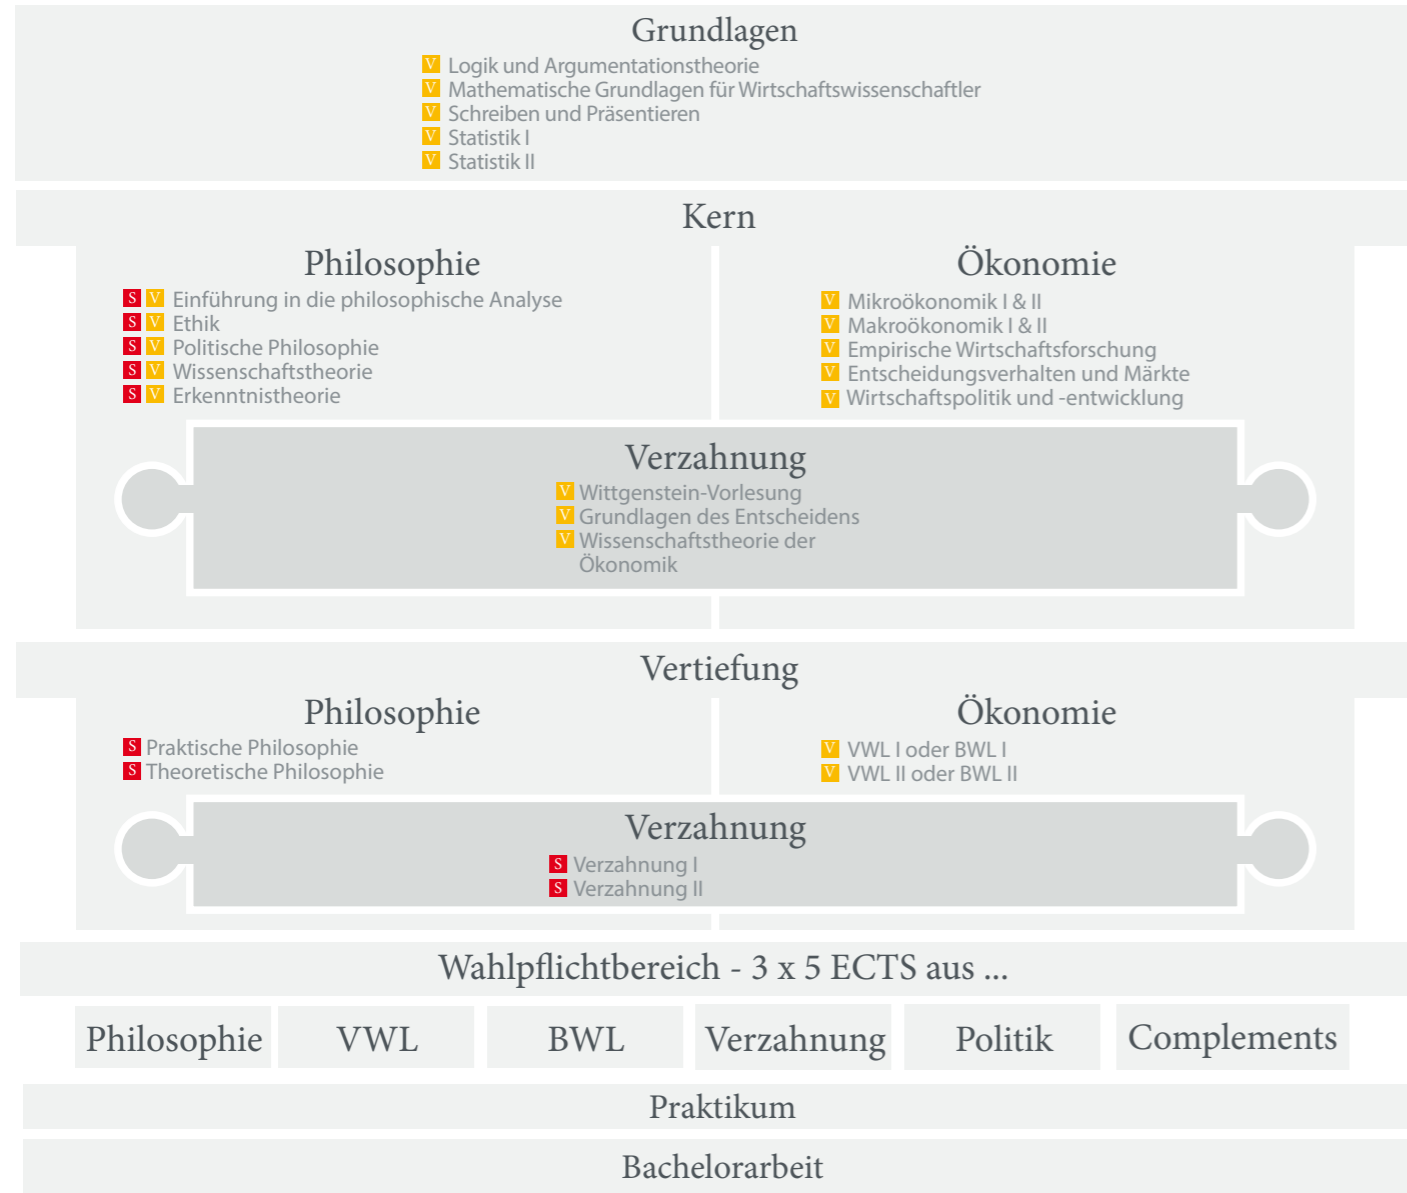 Grundlagen
V Logik und Argumentationstheorie
V Mathematische Grundlagen für Wirtschaftswissenschaftler
V Schreiben und Präsentieren
V Statistik I
V Statistik II
Kern
Philosophie
S V Einführung in die philosophische Analyse
S V Ethik
S V Politische Philosophie
S V Wissenschaftstheorie
S V Erkenntnistheorie
Ökonomie
V Mikroökonomik I & II
V Makroökonomik I & II
V Empirische Wirtschaftsforschung
V Entscheidungsverhalten und Märkte
V Wirtschaftspolitik und -entwicklung
Verzahnung
V Wittgenstein-Vorlesung
V Grundlagen des Entscheidens
V Wissenschaftstheorie der
Ökonomik
Vertiefung
Philosophie
S Praktische Philosophie
S Theoretische Philosophie
Ökonomie
V VWL I oder BWL I
V VWL II oder BWL II
Verzahnung
S Verzahnung I
S Verzahnung II
Wahlpflichtbereich - 3 x 5 ECTS aus ...
Philosophie
VWL
BWL
Verzahnung
Politik
Complements
Praktikum
Bachelorarbeit